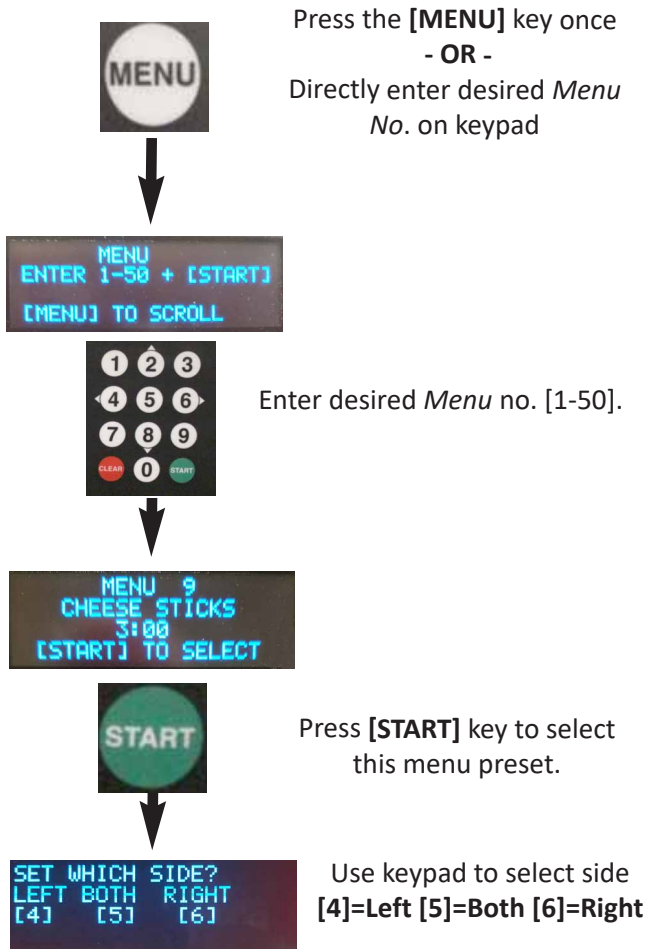 Press the [MENU] key once
- OR -
Directly enter desired Menu
No. on keypad
MENU
MENU
ENTER 1-50 + [START]
[MENU] TO SCROLL
1 2 3
4 5 6
7 8 9
CLEAR 0 START
Enter desired Menu no. [1-50].
MENU 9
CHEESE STICKS
3:00
[START] TO SELECT
START
Press [START] key to select
this menu preset.
SET WHICH SIDE?
LEFT BOTH RIGHT
[4] [5] [6]
Use keypad to select side
[4]=Left [5]=Both [6]=Right